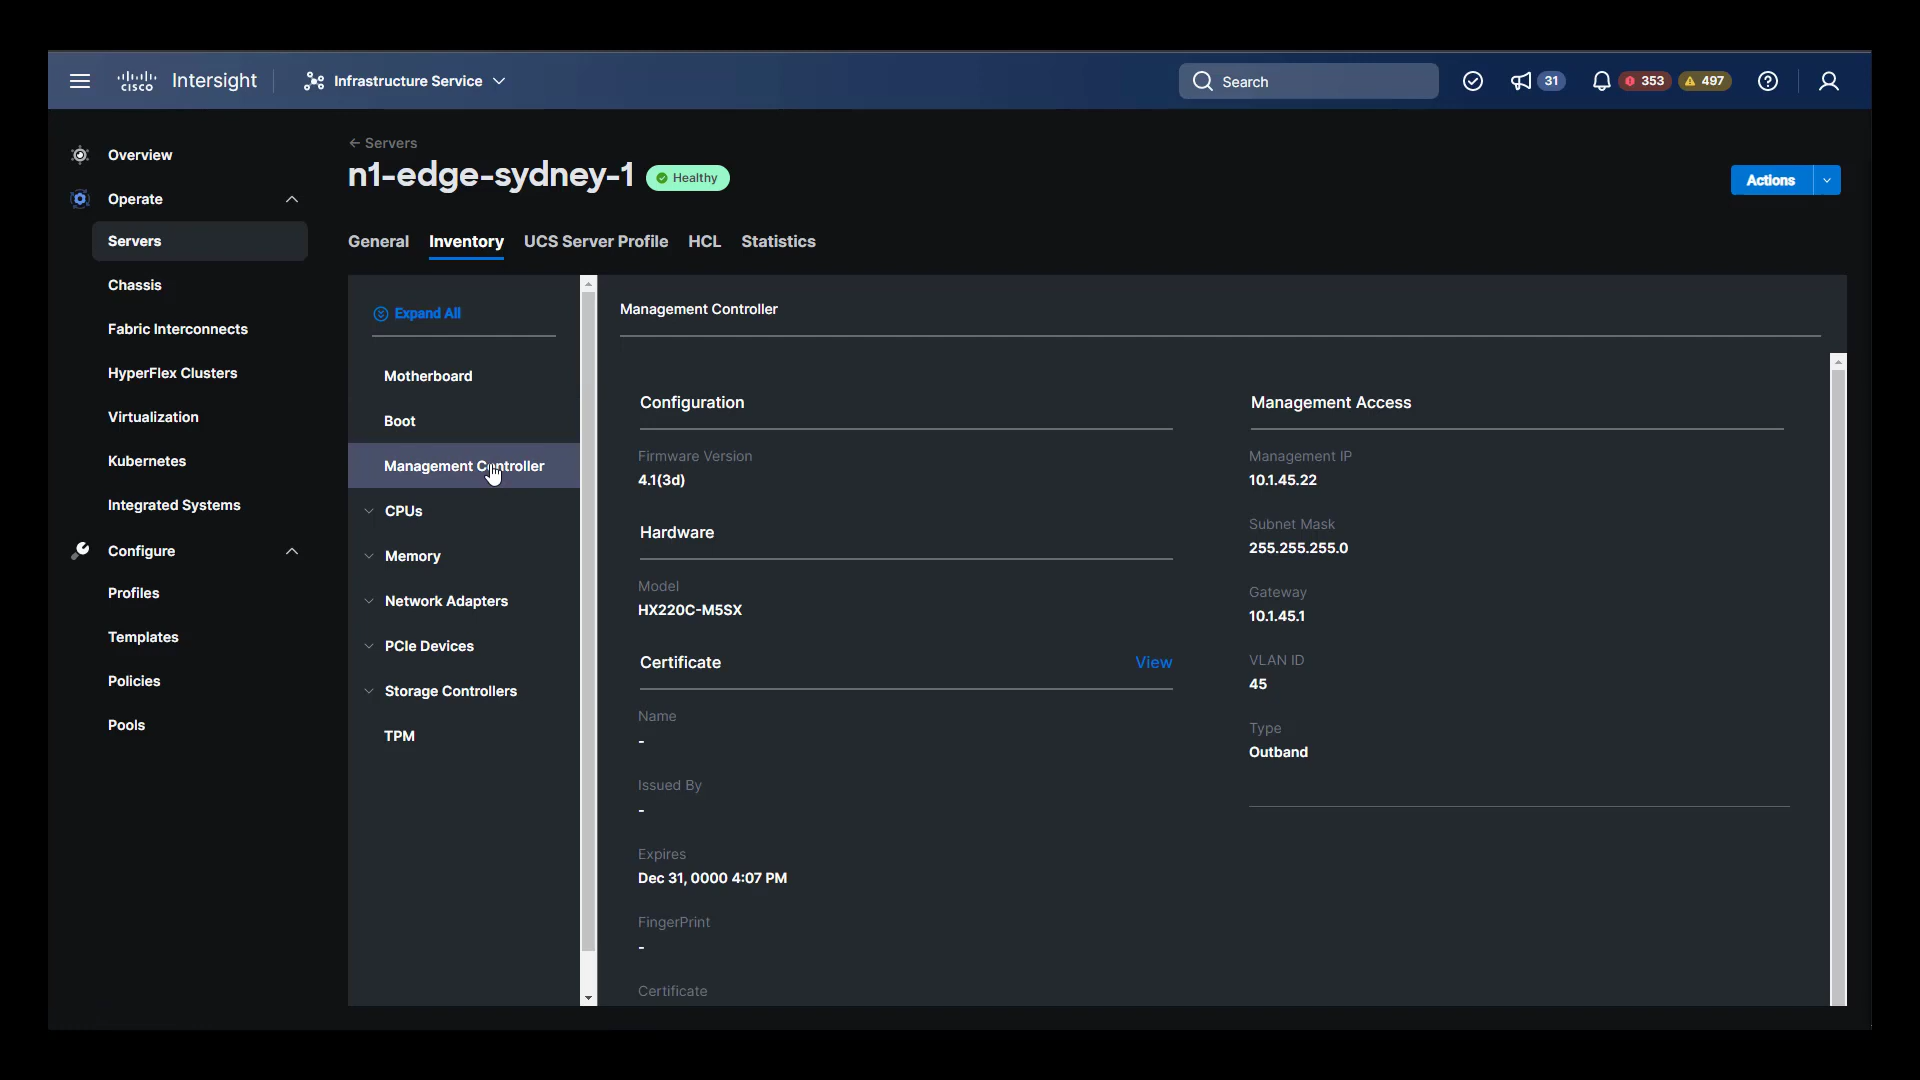 cisco Intersight
Infrastructure Service
Search
31
353
497
Overview
Operate
Servers
Chassis
Fabric Interconnects
HyperFlex Clusters
Virtualization
Kubernetes
Integrated Systems
Configure
Profiles
Templates
Policies
Pools
← Servers
n1-edge-sydney-1
Healthy
Actions
General Inventory UCS Server Profile HCL Statistics
Expand All
Motherboard
Boot
Management Controller
CPUs
Memory
Network Adapters
PCIe Devices
Storage Controllers
TPM
Management Controller
Configuration
Firmware Version
4.1(3d)
Hardware
Model
HX220C-M5SX
Certificate View
Name
-
Issued By
-
Expires
Dec 31, 0000 4:07 PM
FingerPrint
-
Certificate
Management Access
Management IP
10.1.45.22
Subnet Mask
255.255.255.0
Gateway
10.1.45.1
VLAN ID
45
Type
Outband